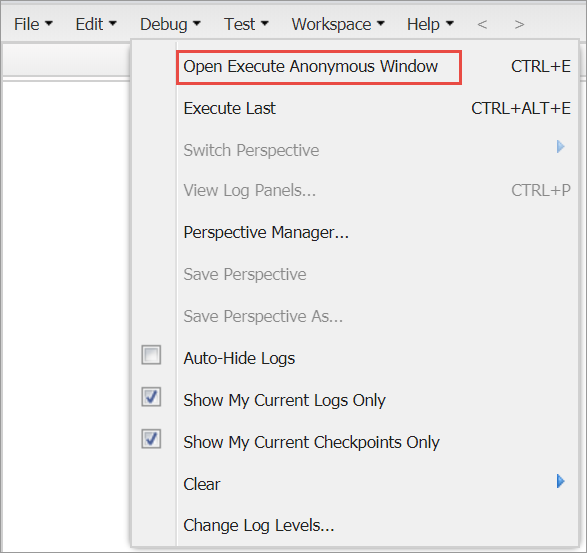 File Edit Debug Test Workspace Help < >
Open Execute Anonymous Window CTRL+E
Execute Last CTRL+ALT+E
Switch Perspective
View Log Panels... CTRL+P
Perspective Manager...
Save Perspective
Save Perspective As...
Auto-Hide Logs
Show My Current Logs Only
Show My Current Checkpoints Only
Clear
Change Log Levels...